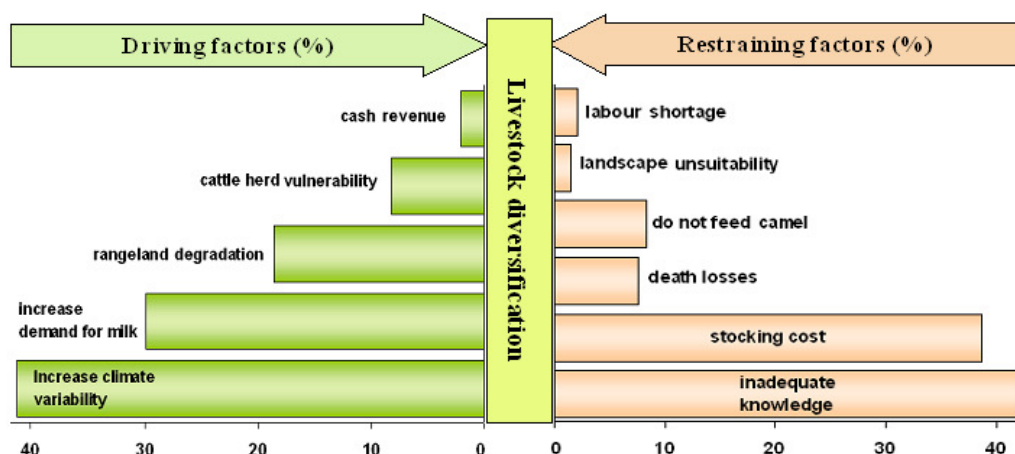 Driving factors (%)
Restraining factors (%)
Livestock diversification
cash revenue
cattle herd vulnerability
rangeland degradation
increase
demand for milk
Increase climate
variability
labour shortage
landscape unsuitability
do not feed camel
death losses
stocking cost
inadequate
knowledge
40 30 20 10 0
0 10 20 30 40